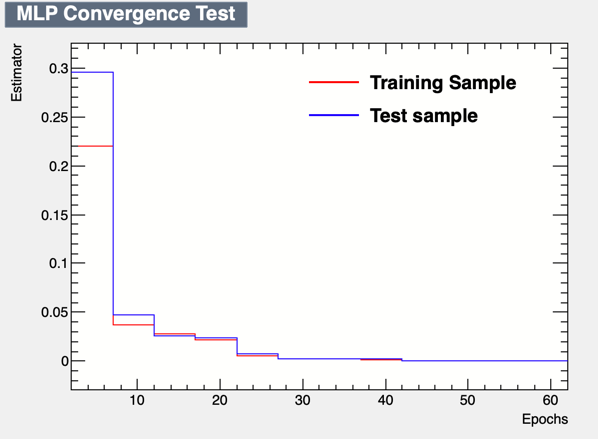 MLP Convergence Test
Estimator
0.3
0.25
0.2
0.15
0.1
0.05
0
Training Sample
Test sample
10 20 30 40 50 60
Epochs